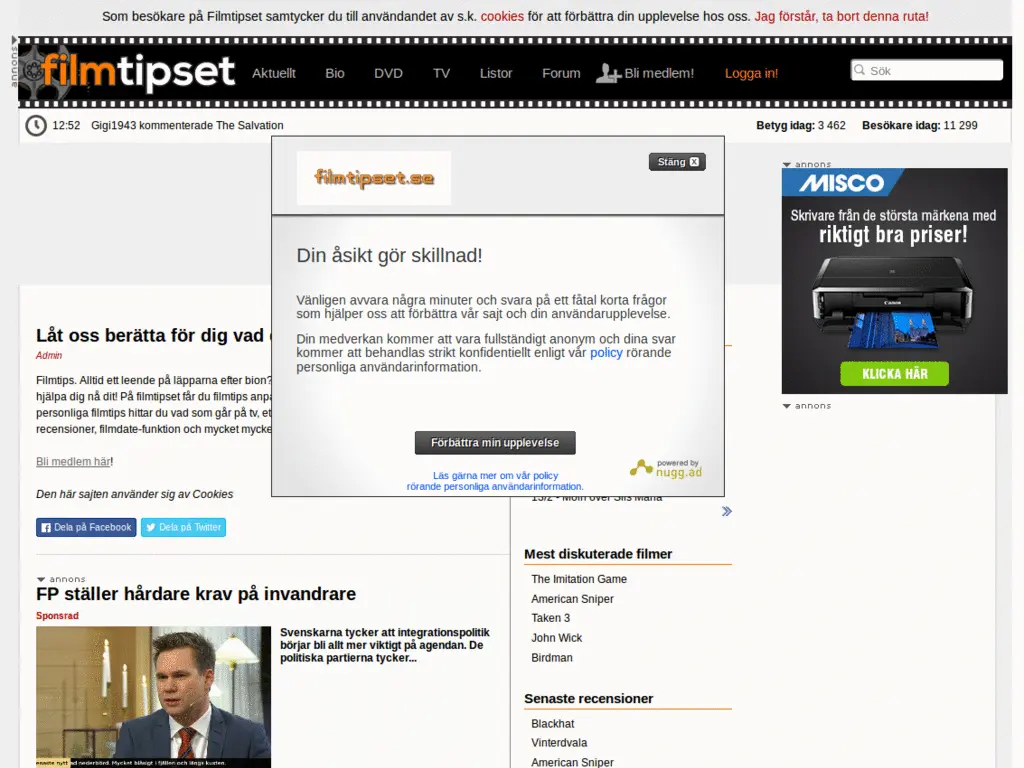 Som besökare på Filmtipset samtycker du till användandet av s.k. cookies för att förbättra din upplevelse hos oss. Jag förstår, ta bort denna ruta!
annons
filmtipset
Aktuellt
Bio
DVD
TV
Listor
Forum
Bli medlem!
Logga in!
Sök
12:52 Gigi1943 kommenterade The Salvation
Betyg idag: 3 462 Besökare idag: 11 299
filmtipset.se
Stäng X
Din åsikt gör skillnad!
Vänligen avvara några minuter och svara på ett fåtal korta frågor
som hjälper oss att förbättra vår sajt och din användarupplevelse.
Din medverkan kommer att vara fullständigt anonym och dina svar
kommer att behandlas strikt konfidentiellt enligt vår policy rörande
personliga användarinformation.
Förbättra min upplevelse
Läs gärna mer om vår policy
rörande personliga användarinformation.
powered by
nugg.ad
annons
MISCO
Skrivare från de största märkena med
riktigt bra priser!
Canon
KLICKA HÄR
annons
Låt oss berätta för dig vad
Admin
Filmtips. Alltid ett leende på läpparna efter bion?
hjälpa dig nå dit! På filmtipset får du filmtips anpa
personliga filmtips hittar du vad som går på tv, et
recensioner, filmdate-funktion och mycket mycke
Bli medlem här!
Den här sajten använder sig av Cookies
Dela på Facebook
Dela på Twitter
annons
FP ställer hårdare krav på invandrare
Sponsrad
Svenskarna tycker att integrationspolitik
börjar bli allt mer viktigt på agendan. De
politiska partierna tycker...
enaste nytt ad nederbörd. Mycket blåsigt i fjällen och längs kusten.
13/2 - Moln över Sils Maria
Mest diskuterade filmer
The Imitation Game
American Sniper
Taken 3
John Wick
Birdman
Senaste recensioner
Blackhat
Vinterdvala
American Sniper